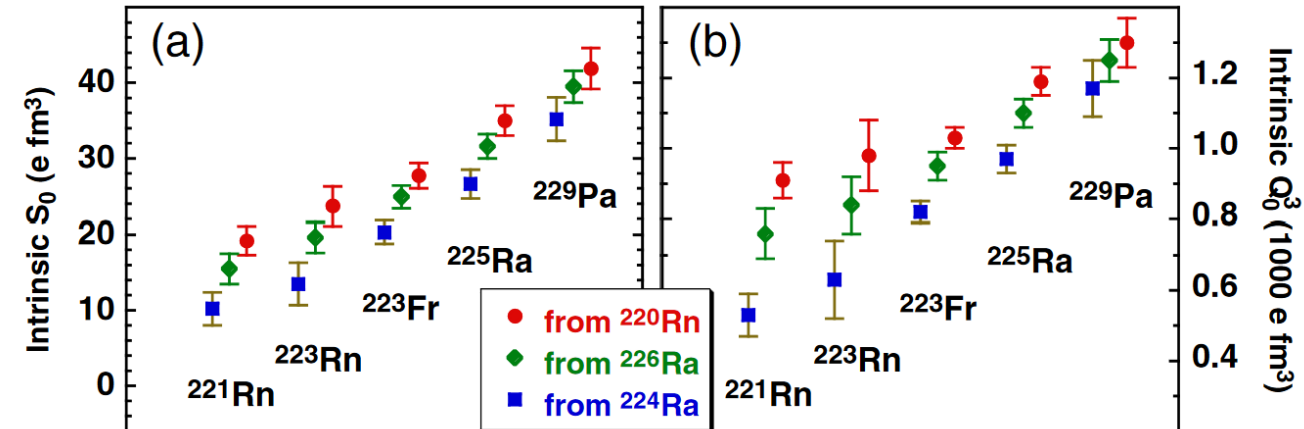 (a)
Intrinsic S₀ (e fm³)
40
30
20
10
0
²²¹Rn
²²³Rn
²²³Fr
²²⁵Ra
²²⁹Pa
from ²²⁰Rn
from ²²⁶Ra
from ²²⁴Ra
(b)
²²¹Rn
²²³Rn
²²³Fr
²²⁵Ra
²²⁹Pa
1.2
1.0
0.8
0.6
0.4
Intrinsic Q₀³ (1000 e fm³)